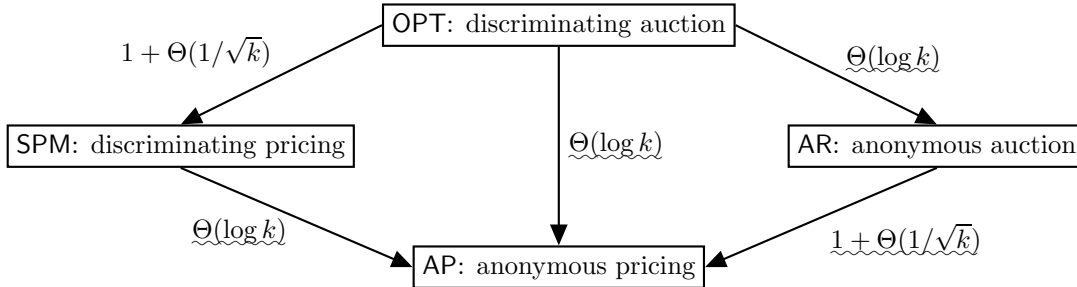 OPT: discriminating auction
1 + Θ(1/√k)
Θ(log k)
SPM: discriminating pricing
Θ(log k)
AR: anonymous auction
Θ(log k)
1 + Θ(1/√k)
AP: anonymous pricing